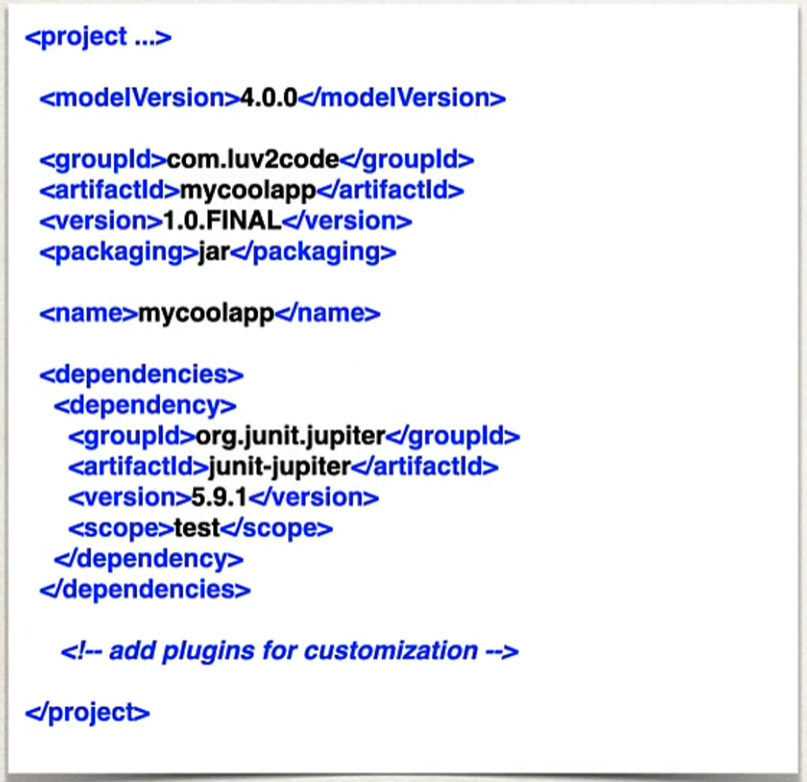 <project ...>
<modelVersion>4.0.0</modelVersion>
<groupId>com.luv2code</groupId>
<artifactId>mycoolapp</artifactId>
<version>1.0.FINAL</version>
<packaging>jar</packaging>
<name>mycoolapp</name>
<dependencies>
<dependency>
<groupId>org.junit.jupiter</groupId>
<artifactId>junit-jupiter</artifactId>
<version>5.9.1</version>
<scope>test</scope>
</dependency>
</dependencies>
<!-- add plugins for customization -->
</project>